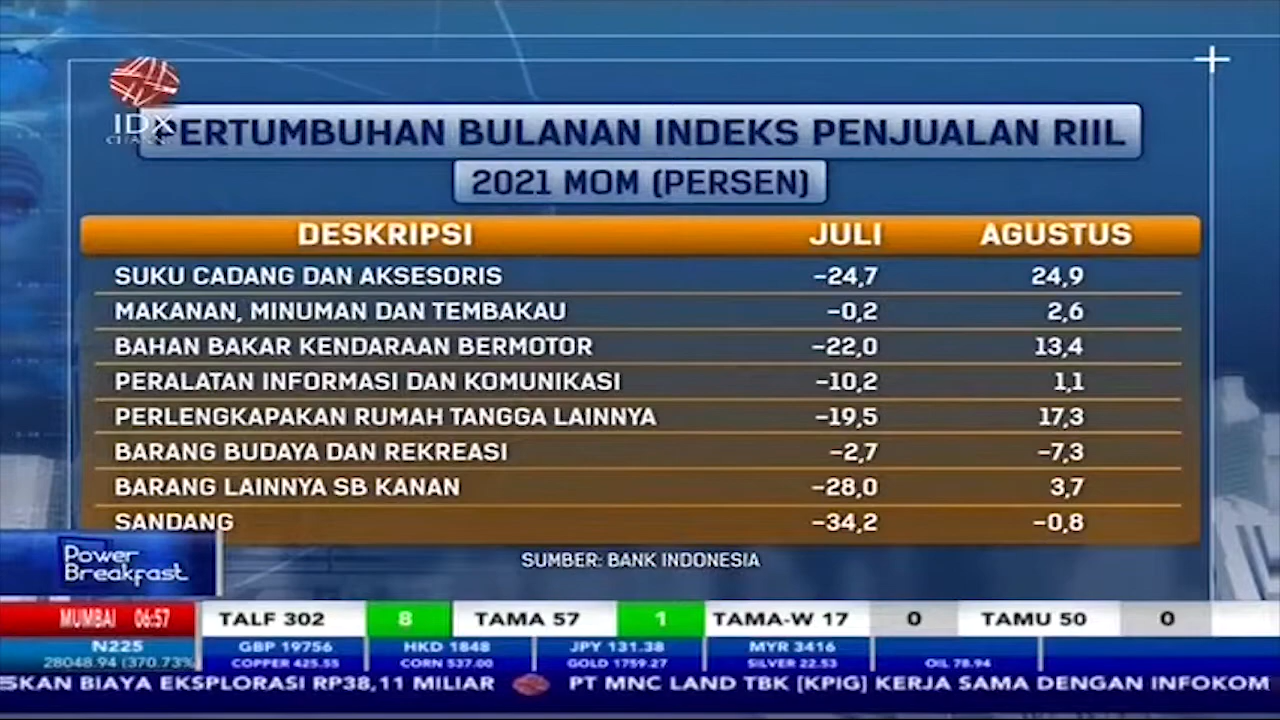 IDX
CHANNEL
PERTUMBUHAN BULANAN INDEKS PENJUALAN RIIL
2021 MOM (PERSEN)
DESKRIPSI JULI AGUSTUS
SUKU CADANG DAN AKSESORIS -24,7 24,9
MAKANAN, MINUMAN DAN TEMBAKAU -0,2 2,6
BAHAN BAKAR KENDARAAN BERMOTOR -22,0 13,4
PERALATAN INFORMASI DAN KOMUNIKASI -10,2 1,1
PERLENGKAPAKAN RUMAH TANGGA LAINNYA -19,5 17,3
BARANG BUDAYA DAN REKREASI -2,7 -7,3
BARANG LAINNYA SB KANAN -28,0 3,7
SANDANG -34,2 -0,8
SUMBER: BANK INDONESIA
Power
Breakfast
MUMBAI 06:57 TALF 302 8 TAMA 57 1 TAMA-W 17 0 TAMU 50 0
N225 GBP 19756 HKD 1848 JPY 131.38 MYR 3416
28048.94 (370.73%) COPPER 425.55 CORN 537.00 GOLD 1759.27 SILVER 22.53 OIL 78.94
SKAN BIAYA EKSPLORASI RP38,11 MILIAR PT MNC LAND TBK [KPIG] KERJA SAMA DENGAN INFOKOM